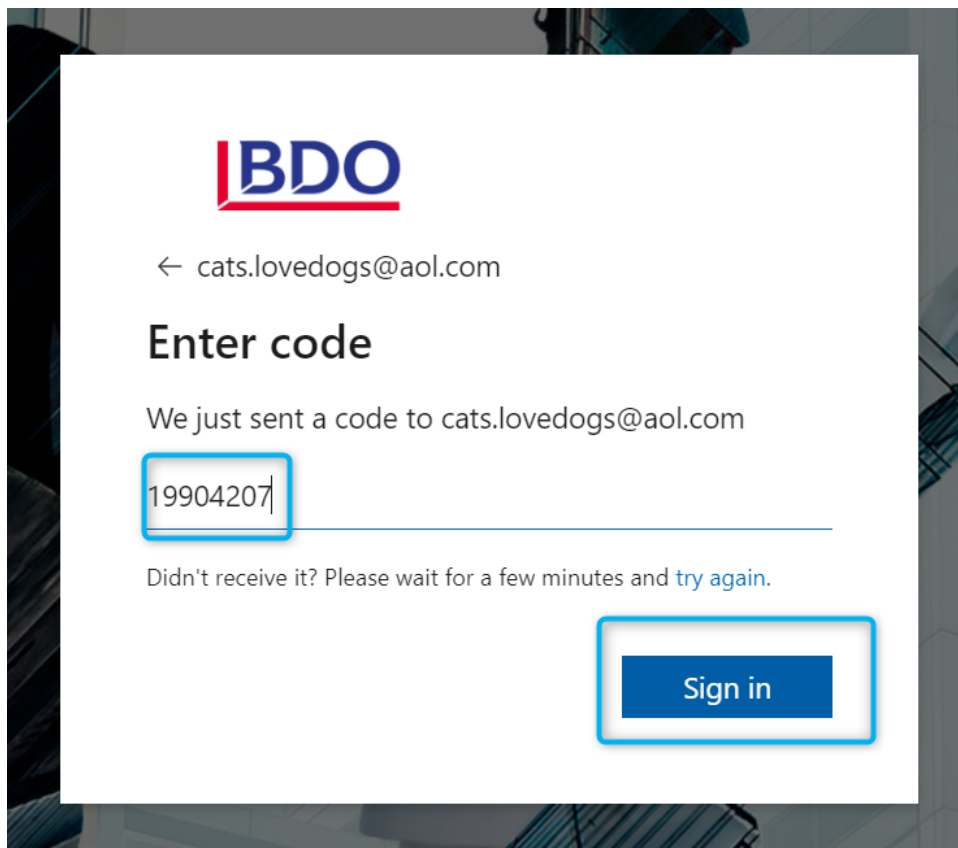 BDO
← cats.lovedogs@aol.com
Enter code
We just sent a code to cats.lovedogs@aol.com
19904207
Didn't receive it? Please wait for a few minutes and try again.
Sign in